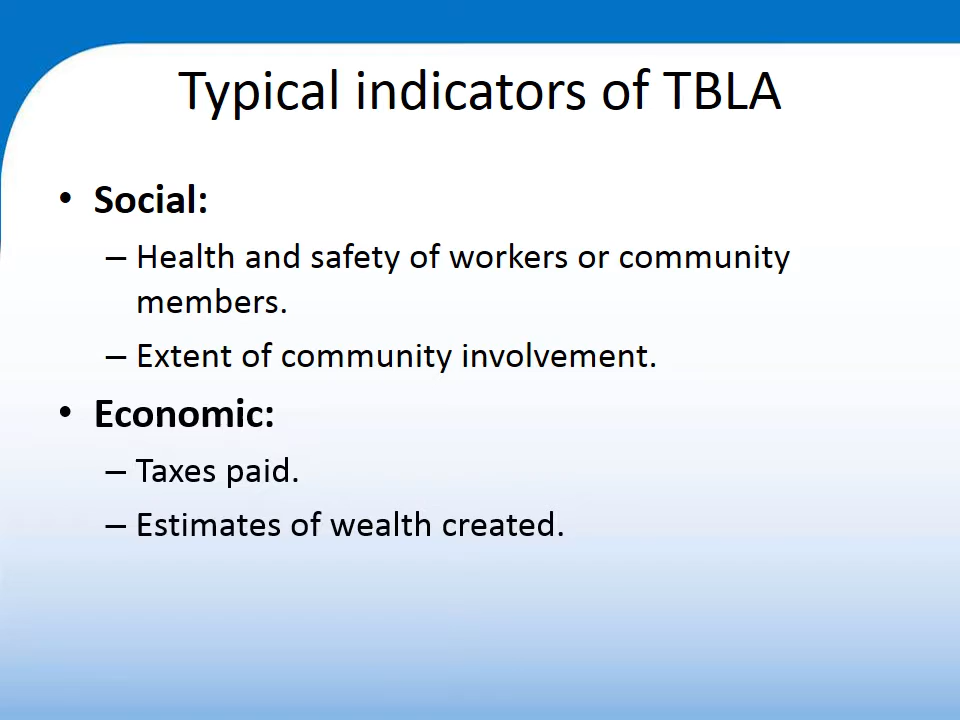 Typical indicators of TBLA
• Social:
– Health and safety of workers or community
members.
– Extent of community involvement.
• Economic:
– Taxes paid.
– Estimates of wealth created.